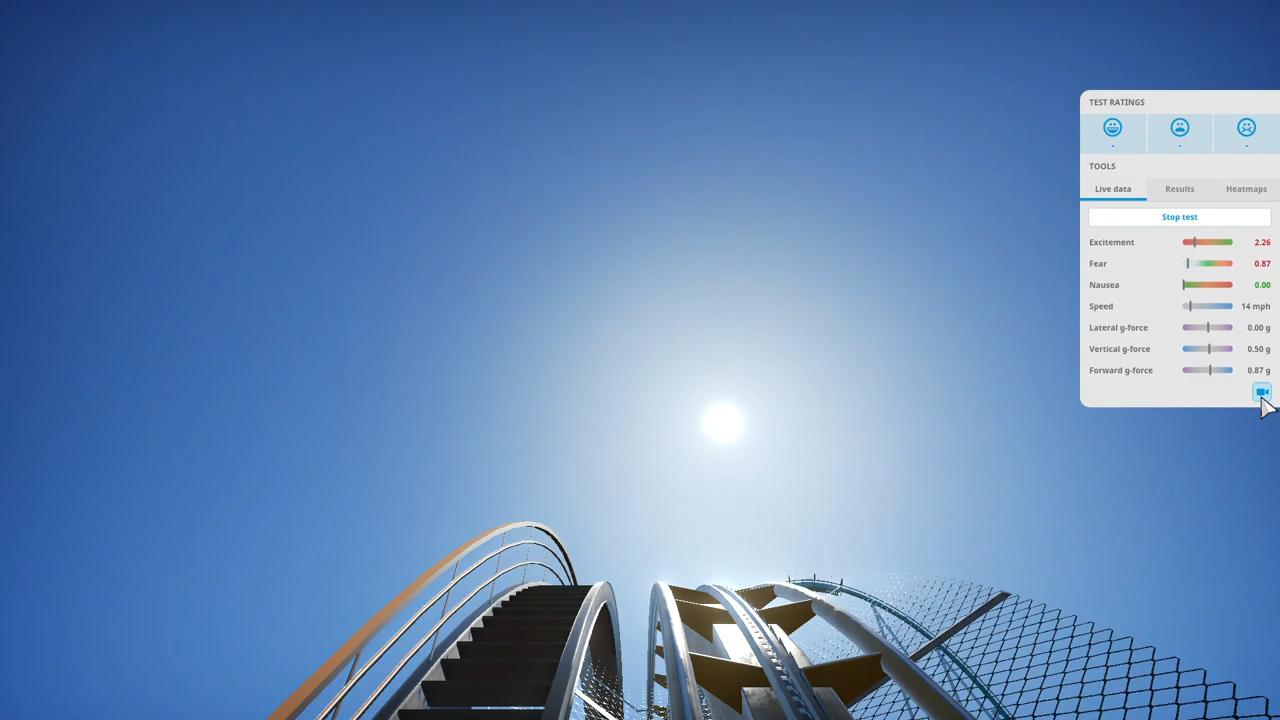 TEST RATINGS
- - -
TOOLS
Live data Results Heatmaps
Stop test
Excitement 2.26
Fear 0.87
Nausea 0.00
Speed 14 mph
Lateral g-force 0.00 g
Vertical g-force 0.50 g
Forward g-force 0.87 g